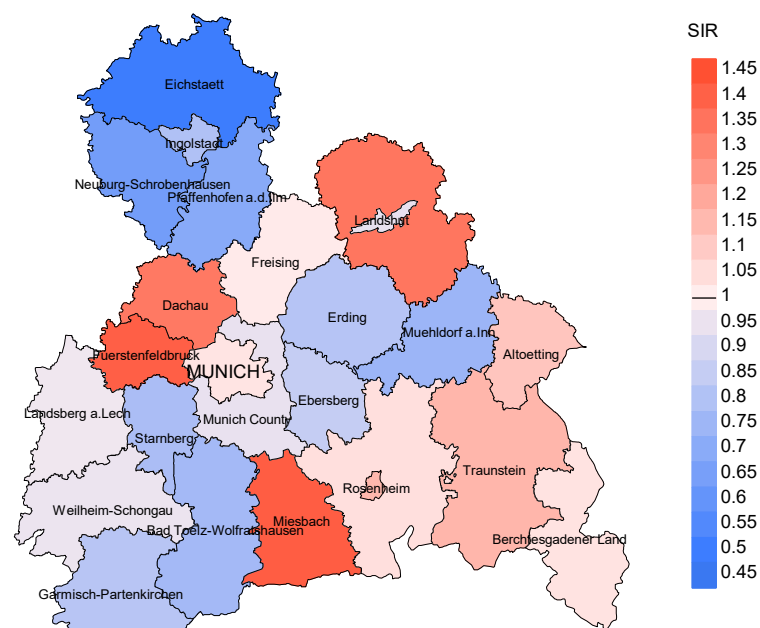 SIR
1.45
1.4
1.35
1.3
1.25
1.2
1.15
1.1
1.05
1
0.95
0.9
0.85
0.8
0.75
0.7
0.65
0.6
0.55
0.5
0.45
Eichstaett
Ingolstadt
Neuburg-Schrobenhausen
Pfaffenhofen a.d.Ilm
Landshut
Freising
Dachau
Erding
Muehldorf a.Inn
Fuerstenfeldbruck
Altoetting
MUNICH
Ebersberg
Landsberg a.Lech
Munich County
Starnberg
Traunstein
Rosenheim
Weilheim-Schongau
Miesbach
Bad Toelz-Wolfratshausen
Berchtesgadener Land
Garmisch-Partenkirchen